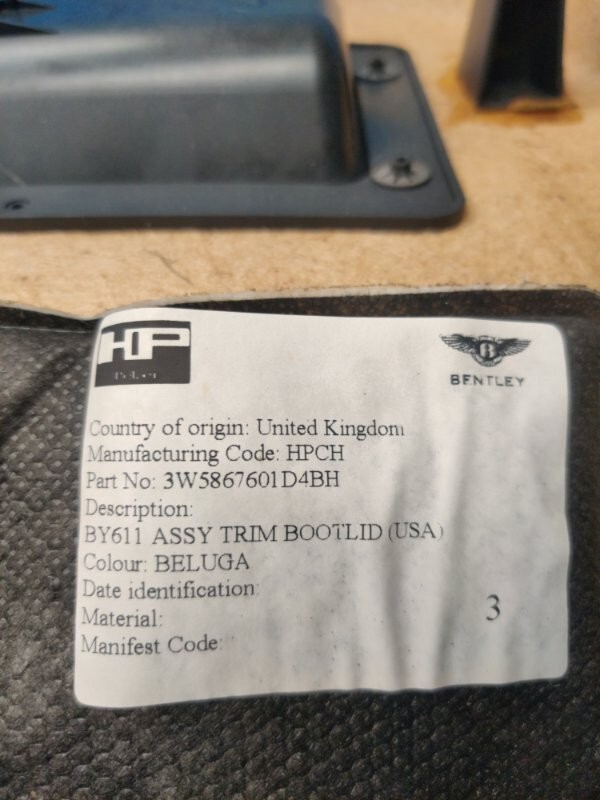 HP
Pelzer
BENTLEY
Country of origin: United Kingdom
Manufacturing Code: HPCH
Part No: 3W5867601D4BH
Description:
BY611 ASSY TRIM BOOTLID (USA)
Colour: BELUGA
Date identification:
Material:
3
Manifest Code: